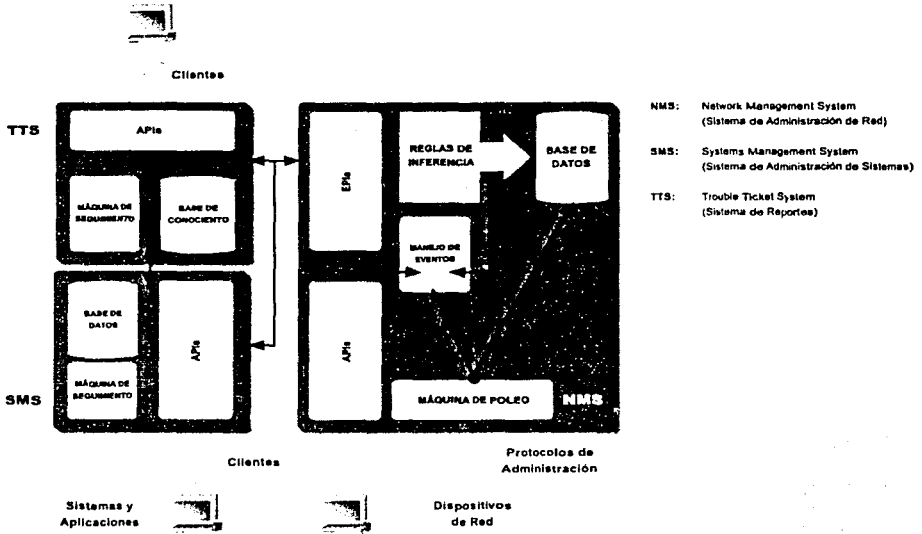 Clientes
TTS
APIs
MÁQUINA DE
SEGUIMIENTO
BASE DE
CONOCIENTO
BASE DE
DATOS
MÁQUINA DE
SEGUIMIENTO
APIs
SMS
EPIs
REGLAS DE
INFERENCIA
BASE DE
DATOS
MANEJO DE
EVENTOS
APIs
MÁQUINA DE POLEO
NMS
NMS: Network Management System
(Sistema de Administración de Red)
SMS: Systems Management System
(Sistema de Administración de Sistemas)
TTS: Trouble Ticket System
(Sistema de Reportes)
Clientes
Protocolos de
Administración
Sistemas y
Aplicaciones
Dispositivos
de Red